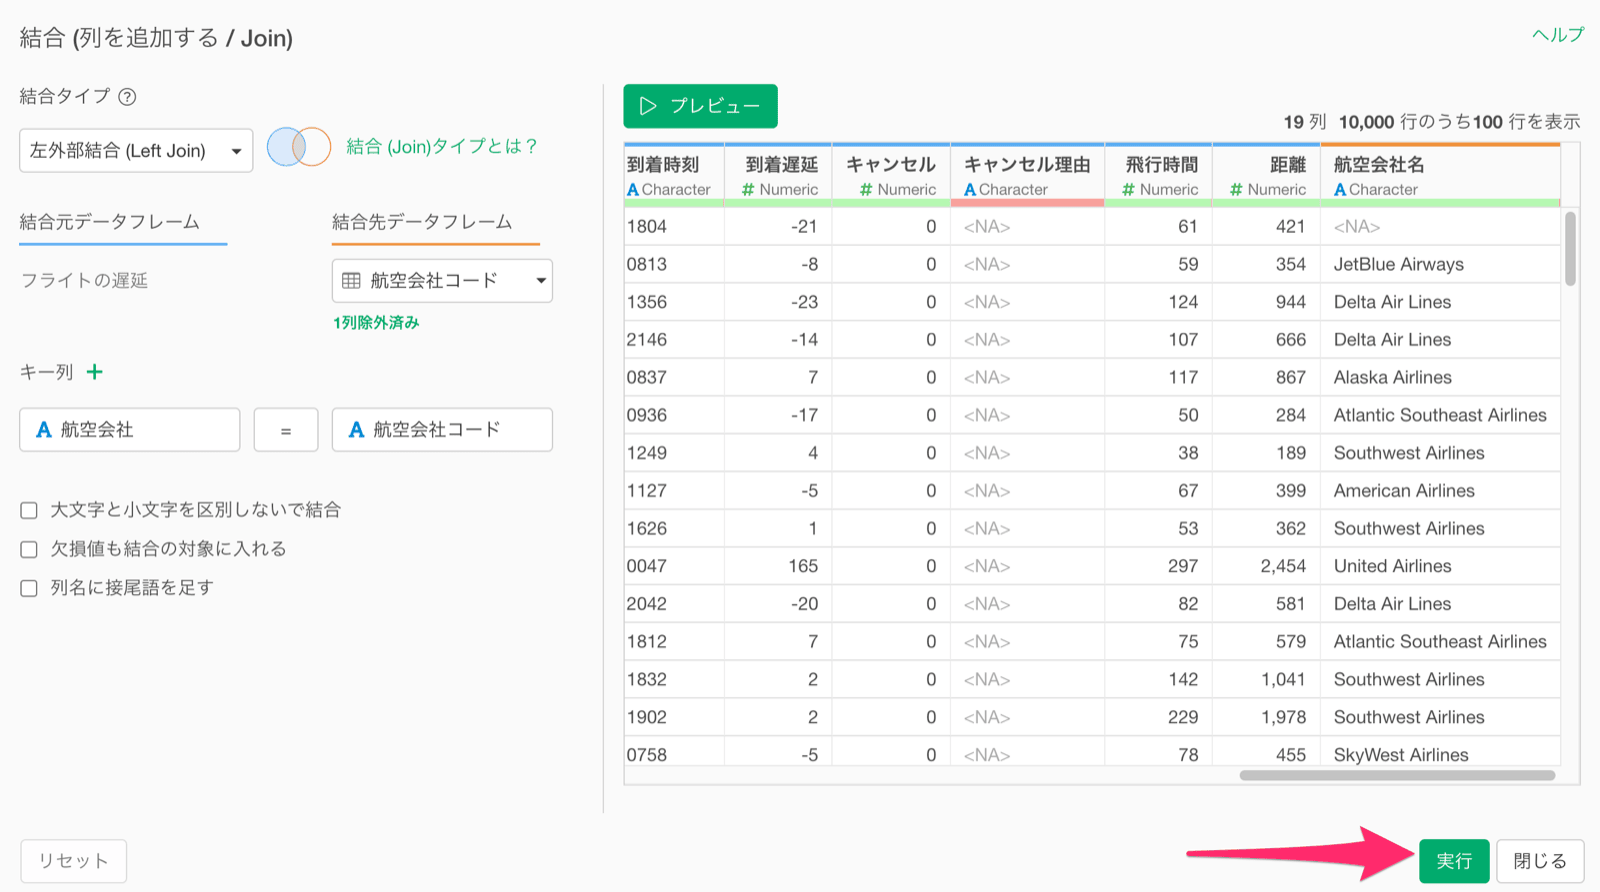 結合 (列を追加する / Join)
ヘルプ
結合タイプ ?
左外部結合 (Left Join)
結合 (Join)タイプとは？
結合元データフレーム
結合先データフレーム
フライトの遅延
航空会社コード
1列除外済み
キー列 +
A 航空会社
=
A 航空会社コード
大文字と小文字を区別しないで結合
欠損値も結合の対象に入れる
列名に接尾語を足す
プレビュー
19 列 10,000 行のうち100 行を表示
到着時刻 到着遅延 キャンセル キャンセル理由 飛行時間 距離 航空会社名
A Character # Numeric # Numeric A Character # Numeric # Numeric A Character
1804 -21 0 <NA> 61 421 <NA>
0813 -8 0 <NA> 59 354 JetBlue Airways
1356 -23 0 <NA> 124 944 Delta Air Lines
2146 -14 0 <NA> 107 666 Delta Air Lines
0837 7 0 <NA> 117 867 Alaska Airlines
0936 -17 0 <NA> 50 284 Atlantic Southeast Airlines
1249 4 0 <NA> 38 189 Southwest Airlines
1127 -5 0 <NA> 67 399 American Airlines
1626 1 0 <NA> 53 362 Southwest Airlines
0047 165 0 <NA> 297 2,454 United Airlines
2042 -20 0 <NA> 82 581 Delta Air Lines
1812 7 0 <NA> 75 579 Atlantic Southeast Airlines
1832 2 0 <NA> 142 1,041 Southwest Airlines
1902 2 0 <NA> 229 1,978 Southwest Airlines
0758 -5 0 <NA> 78 455 SkyWest Airlines
リセット
実行
閉じる